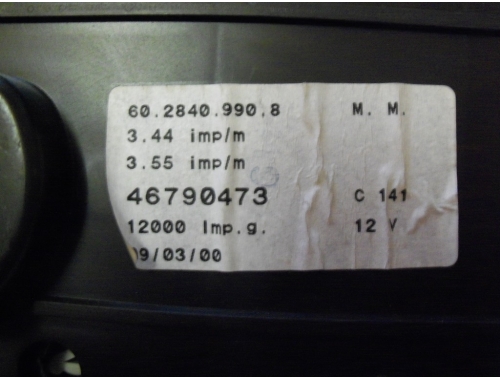 60.2840.990.8 M. M.
3.44 imp/m
3.55 imp/m
46790473 C 141
12000 Imp.g. 12 V
09/03/00